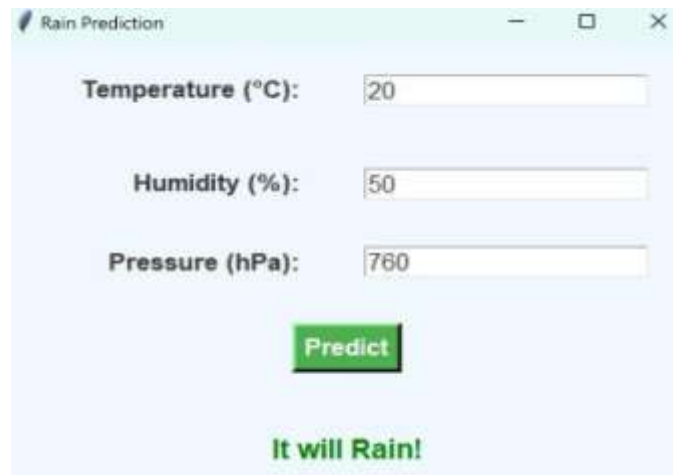 Rain Prediction
Temperature (°C): 20
Humidity (%): 50
Pressure (hPa): 760
Predict
It will Rain!